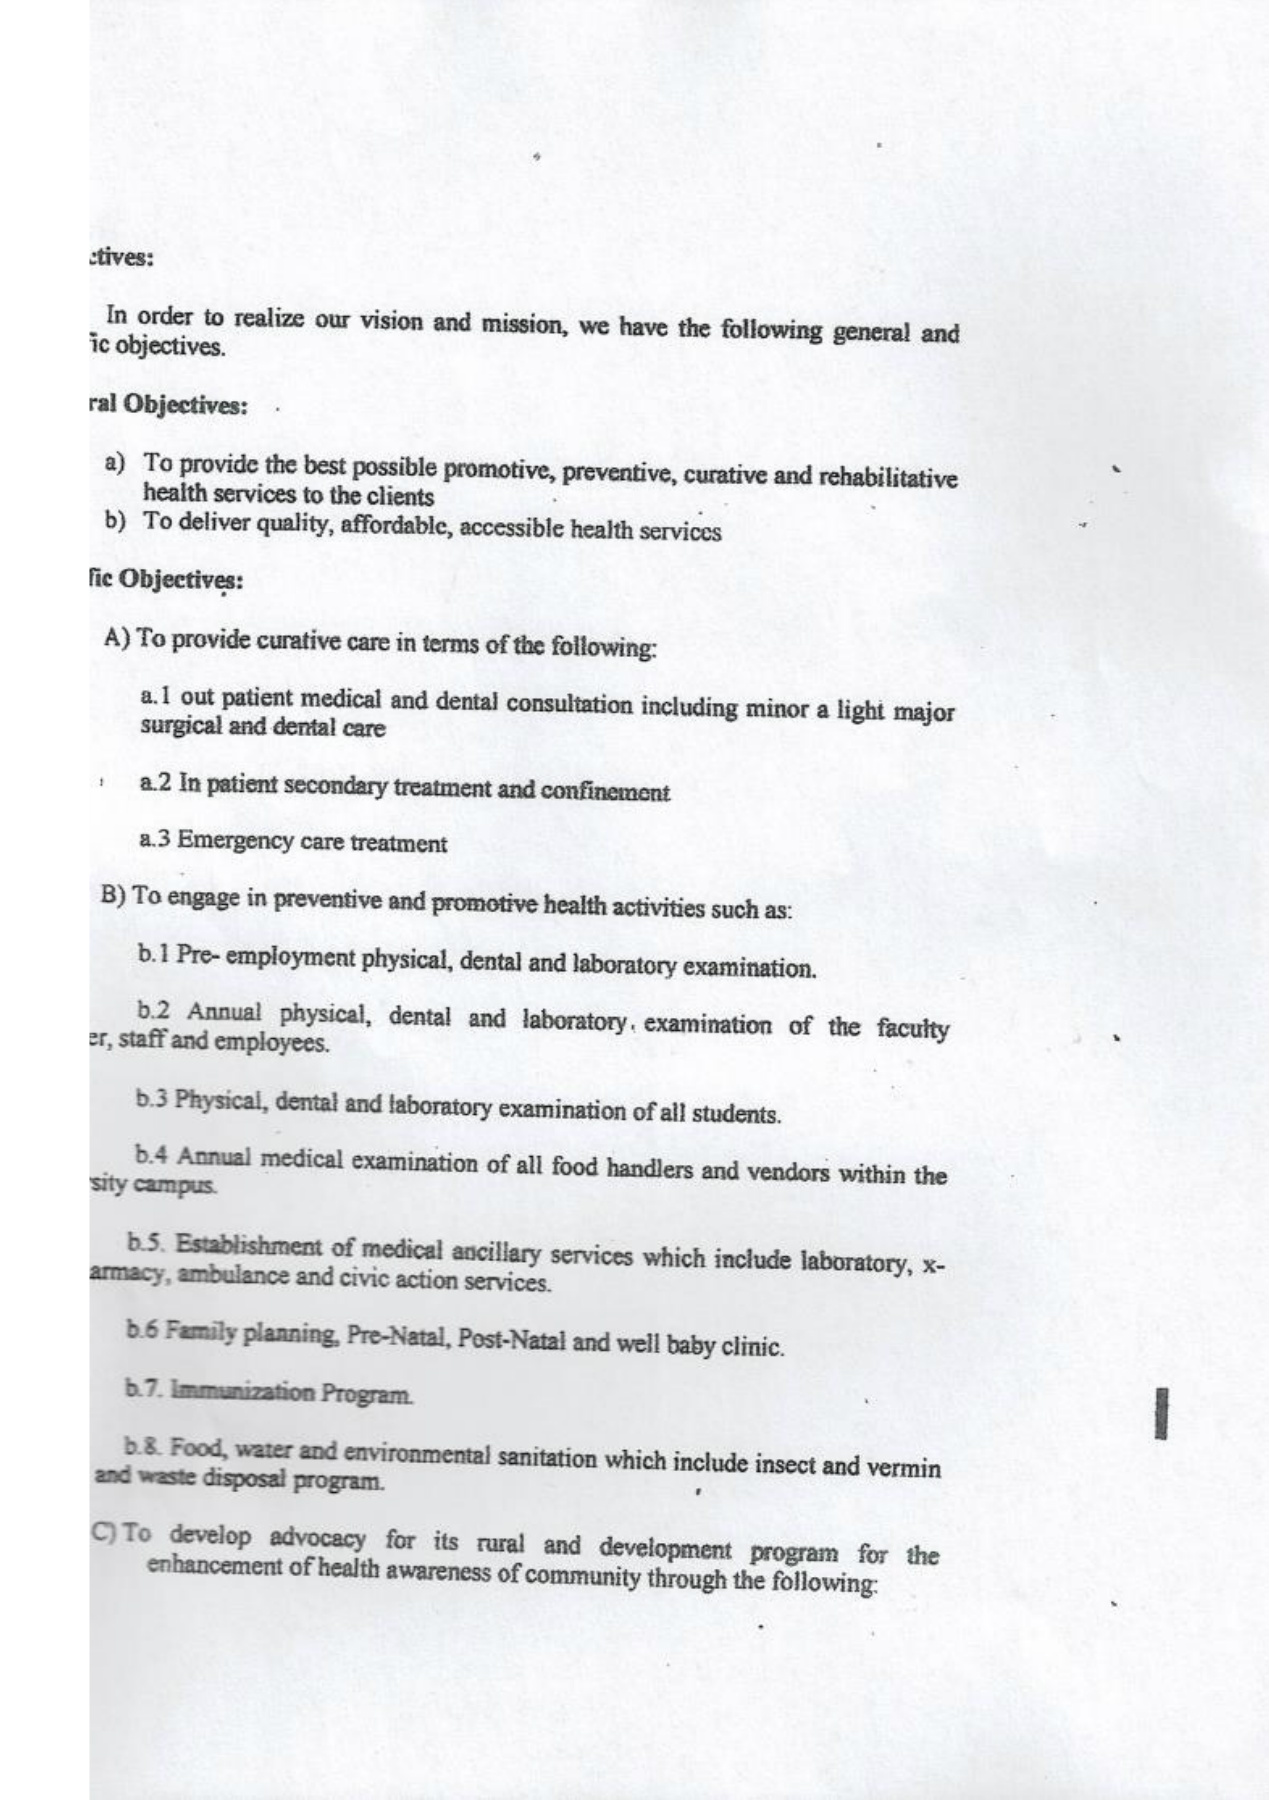 ctives:
In order to realize our vision and mission, we have the following general and
ic objectives.
ral Objectives:
a) To provide the best possible promotive, preventive, curative and rehabilitative
health services to the clients
b) To deliver quality, affordable, accessible health services
fic Objectives:
A) To provide curative care in terms of the following:
a.1 out patient medical and dental consultation including minor a light major
surgical and dental care
a.2 In patient secondary treatment and confinement
a.3 Emergency care treatment
B) To engage in preventive and promotive health activities such as:
b.1 Pre- employment physical, dental and laboratory examination.
b.2 Annual physical, dental and laboratory. examination of the faculty
er, staff and employees.
b.3 Physical, dental and laboratory examination of all students.
b.4 Annual medical examination of all food handlers and vendors within the
sity campus.
b.5. Establishment of medical ancillary services which include laboratory, x-
armacy, ambulance and civic action services.
b.6 Family planning, Pre-Natal, Post-Natal and well baby clinic.
b.7. Immunization Program.
b.8. Food, water and environmental sanitation which include insect and vermin
and waste disposal program.
C) To develop advocacy for its rural and development program for the
enhancement of health awareness of community through the following: